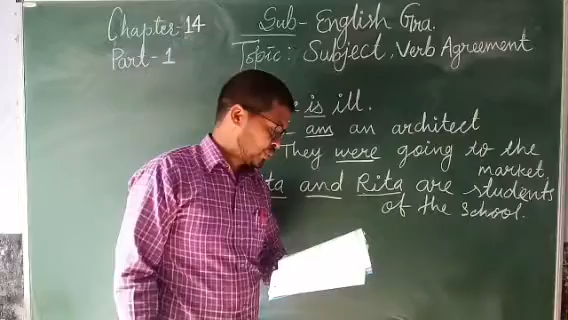 Chapter: 14
Part-1
Sub- English Gra.
Topic: Subject, Verb Agreement
is ill.
am an architect
They were going to the
market.
and Rita are students
of the School.